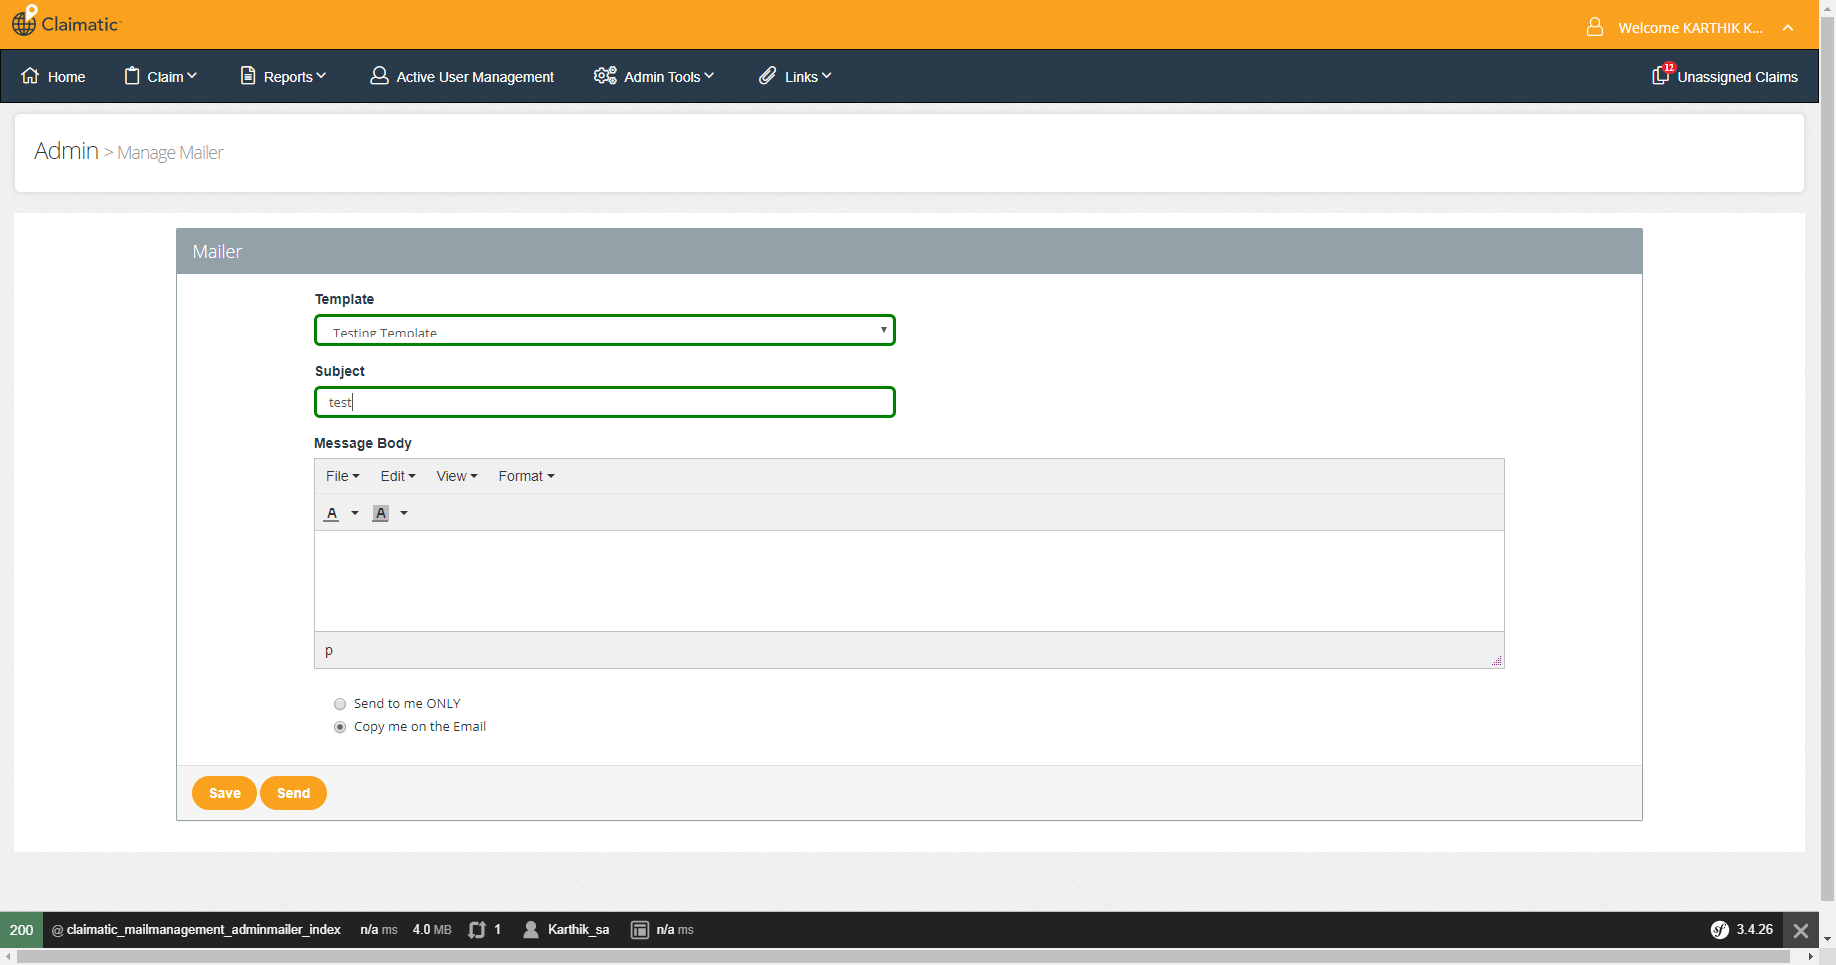 Claimatic
Welcome KARTHIK K...
Home Claim Reports Active User Management Admin Tools Links 12 Unassigned Claims
Admin > Manage Mailer
Mailer
Template
Testing Template
Subject
test
Message Body
File Edit View Format
A A
p
Send to me ONLY
Copy me on the Email
Save Send
200 @ claimatic_mailmanagement_adminmailer_index n/a ms 4.0 MB 1 Karthik_sa n/a ms sf 3.4.26